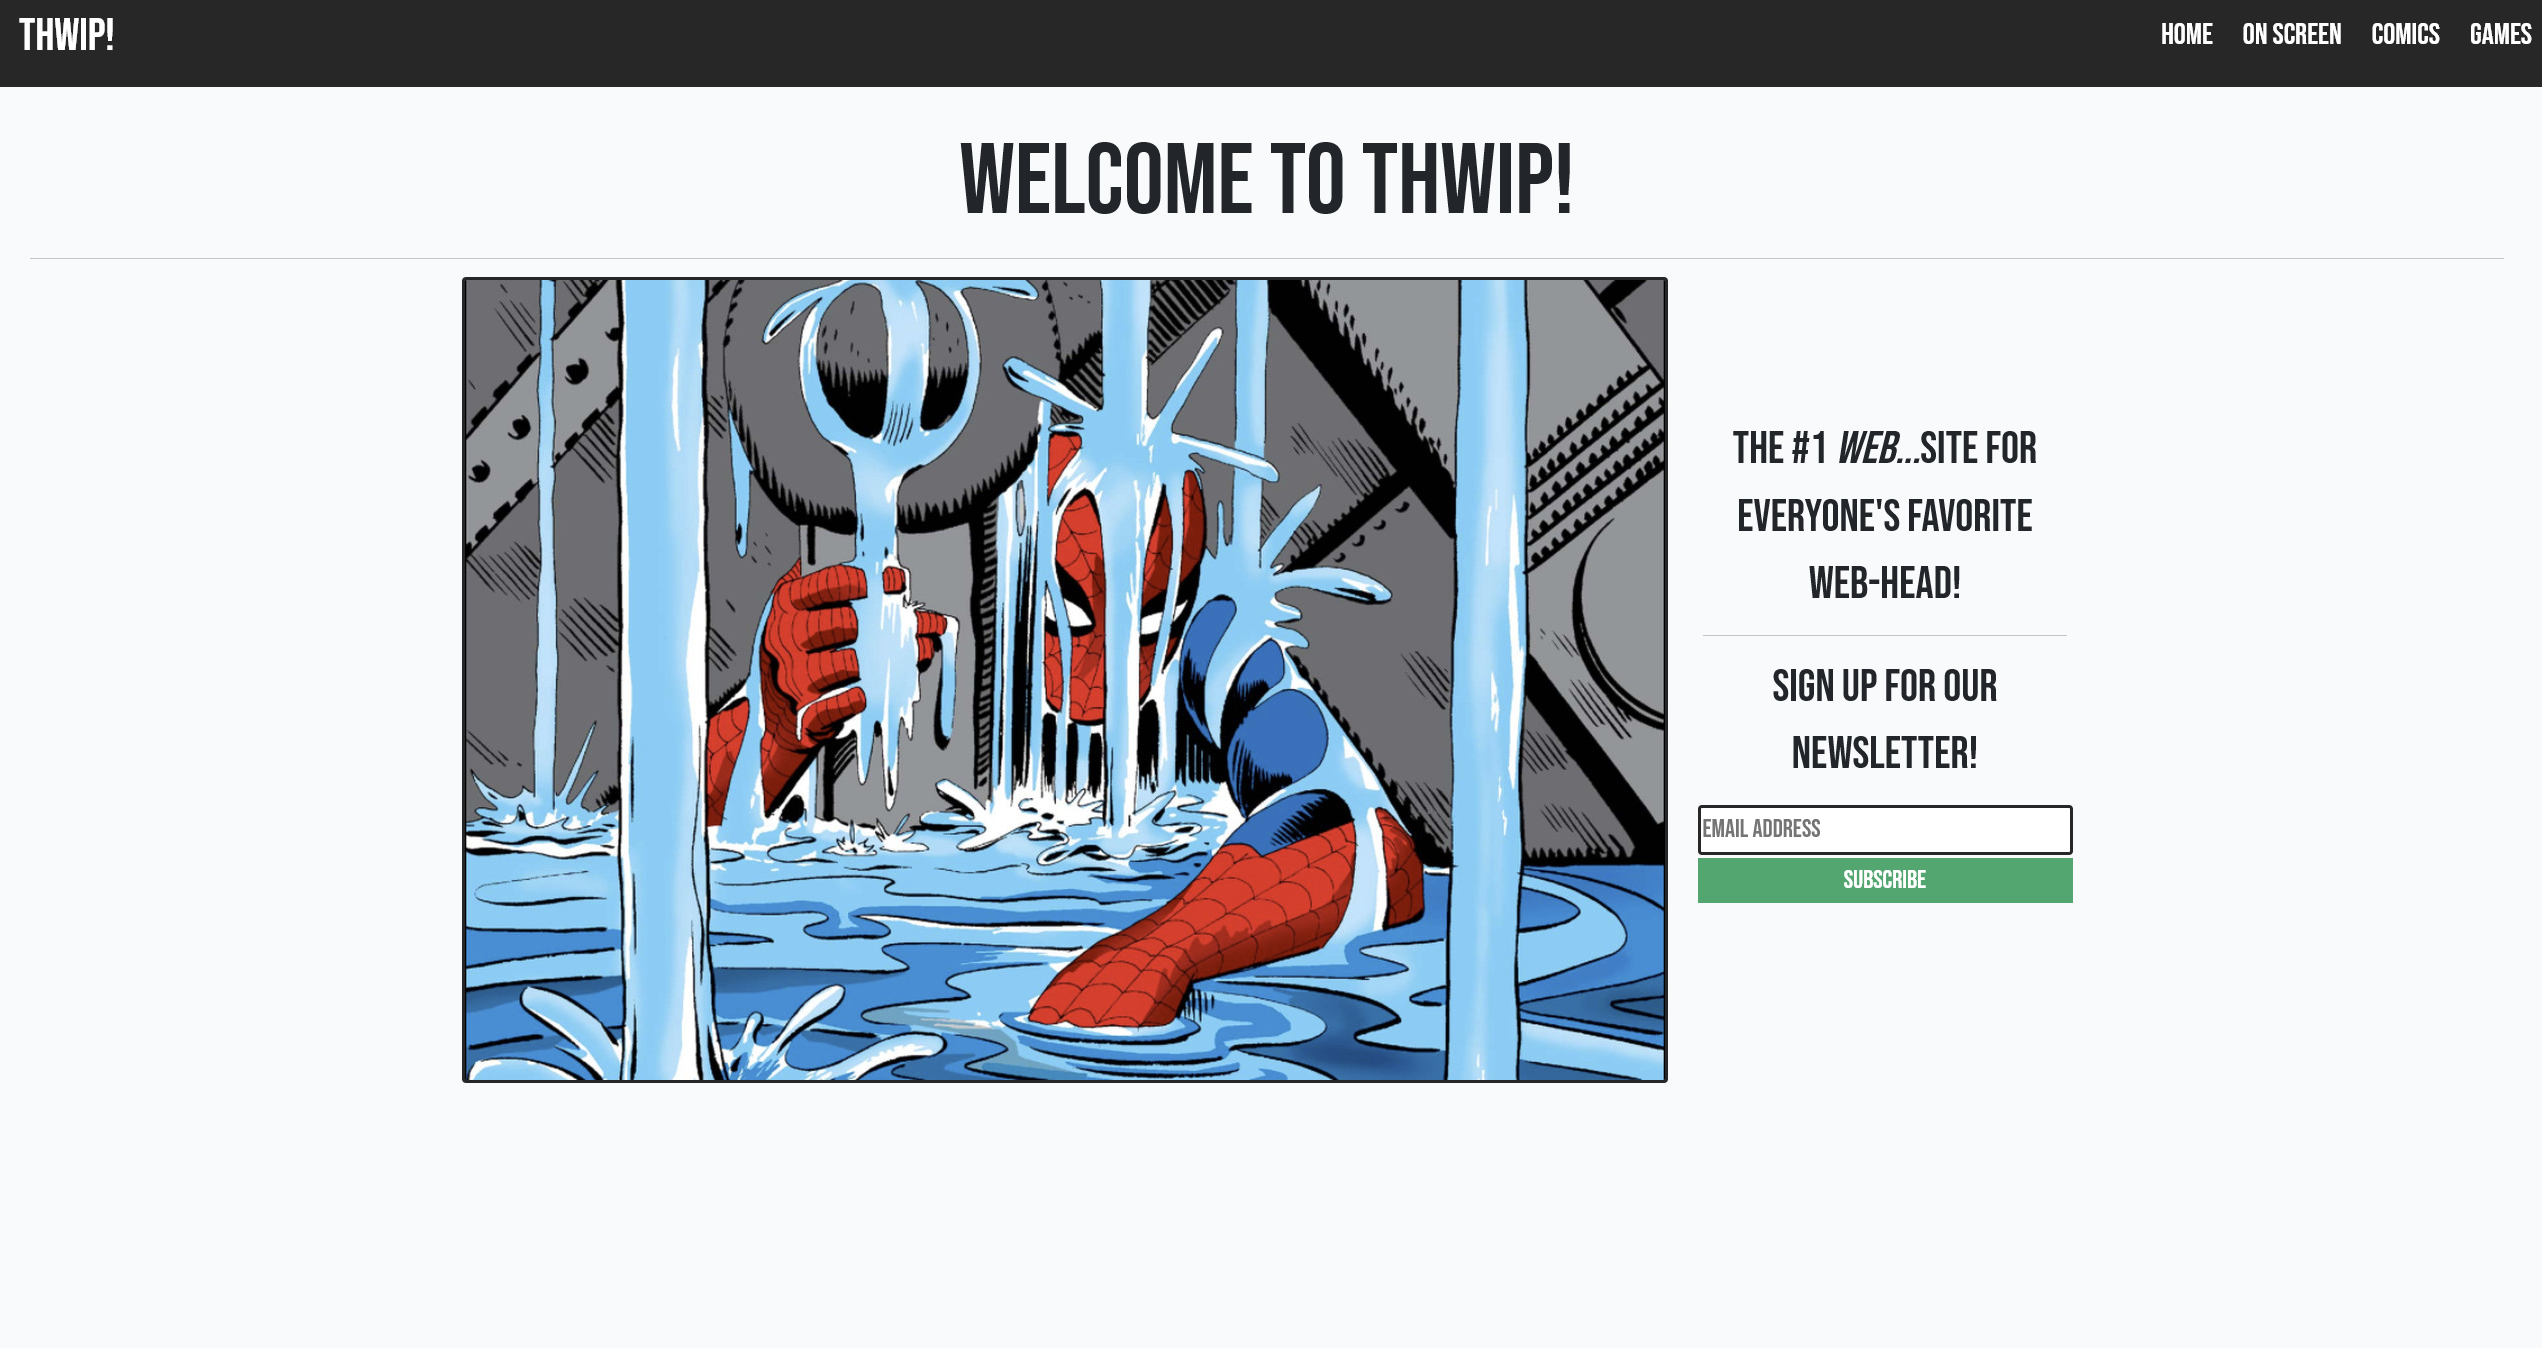 THWIP!
HOME ON SCREEN COMICS GAMES
WELCOME TO THWIP!
THE #1 WEB...SITE FOR
EVERYONE'S FAVORITE
WEB-HEAD!
SIGN UP FOR OUR
NEWSLETTER!
EMAIL ADDRESS
SUBSCRIBE